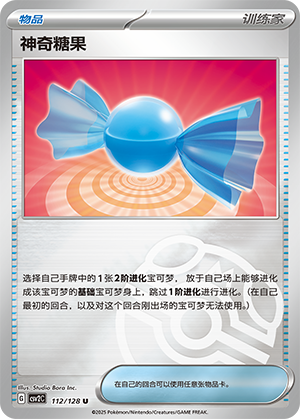 物品
训练家
神奇糖果
选择自己手牌中的1张2阶进化宝可梦，放于自己场上能够进化
成该宝可梦的基础宝可梦身上，跳过1阶进化进行进化。（在自己
最初的回合，以及对这个回合刚出场的宝可梦无法使用。）
Illus. Studio Bora Inc.
G CSV2C 112/128 U
在自己的回合可以使用任意张物品卡。
©2025 Pokémon/Nintendo/Creatures/GAME FREAK.